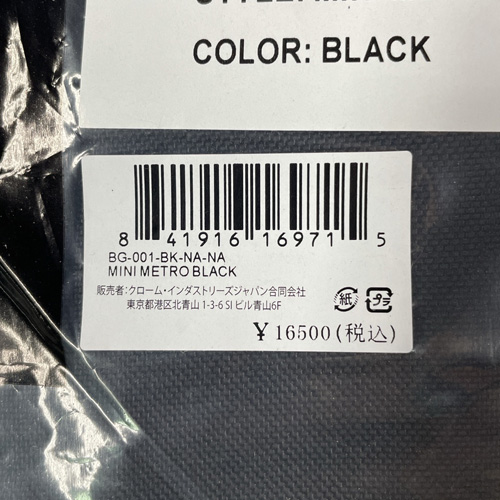 COLOR: BLACK
8 41916 16971 5
BG-001-BK-NA-NA
MINI METRO BLACK
販売者:クローム・インダストリーズジャパン合同会社
東京都港区北青山 1-3-6 SI ビル青山6F
紙 プラ
¥ 16500(税込)